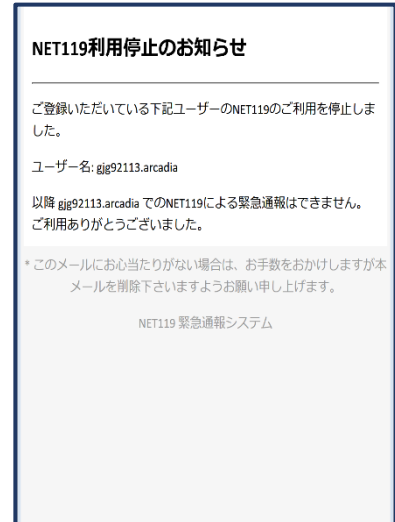 NET119利用停止のお知らせ
ご登録いただいている下記ユーザーのNET119のご利用を停止しま
した。
ユーザー名: gjg92113.arcadia
以降 gjg92113.arcadia でのNET119による緊急通報はできません。
ご利用ありがとうございました。
* このメールにお心当たりがない場合は、お手数をおかけしますが本
メールを削除下さいますようお願い申し上げます。
NET119 緊急通報システム